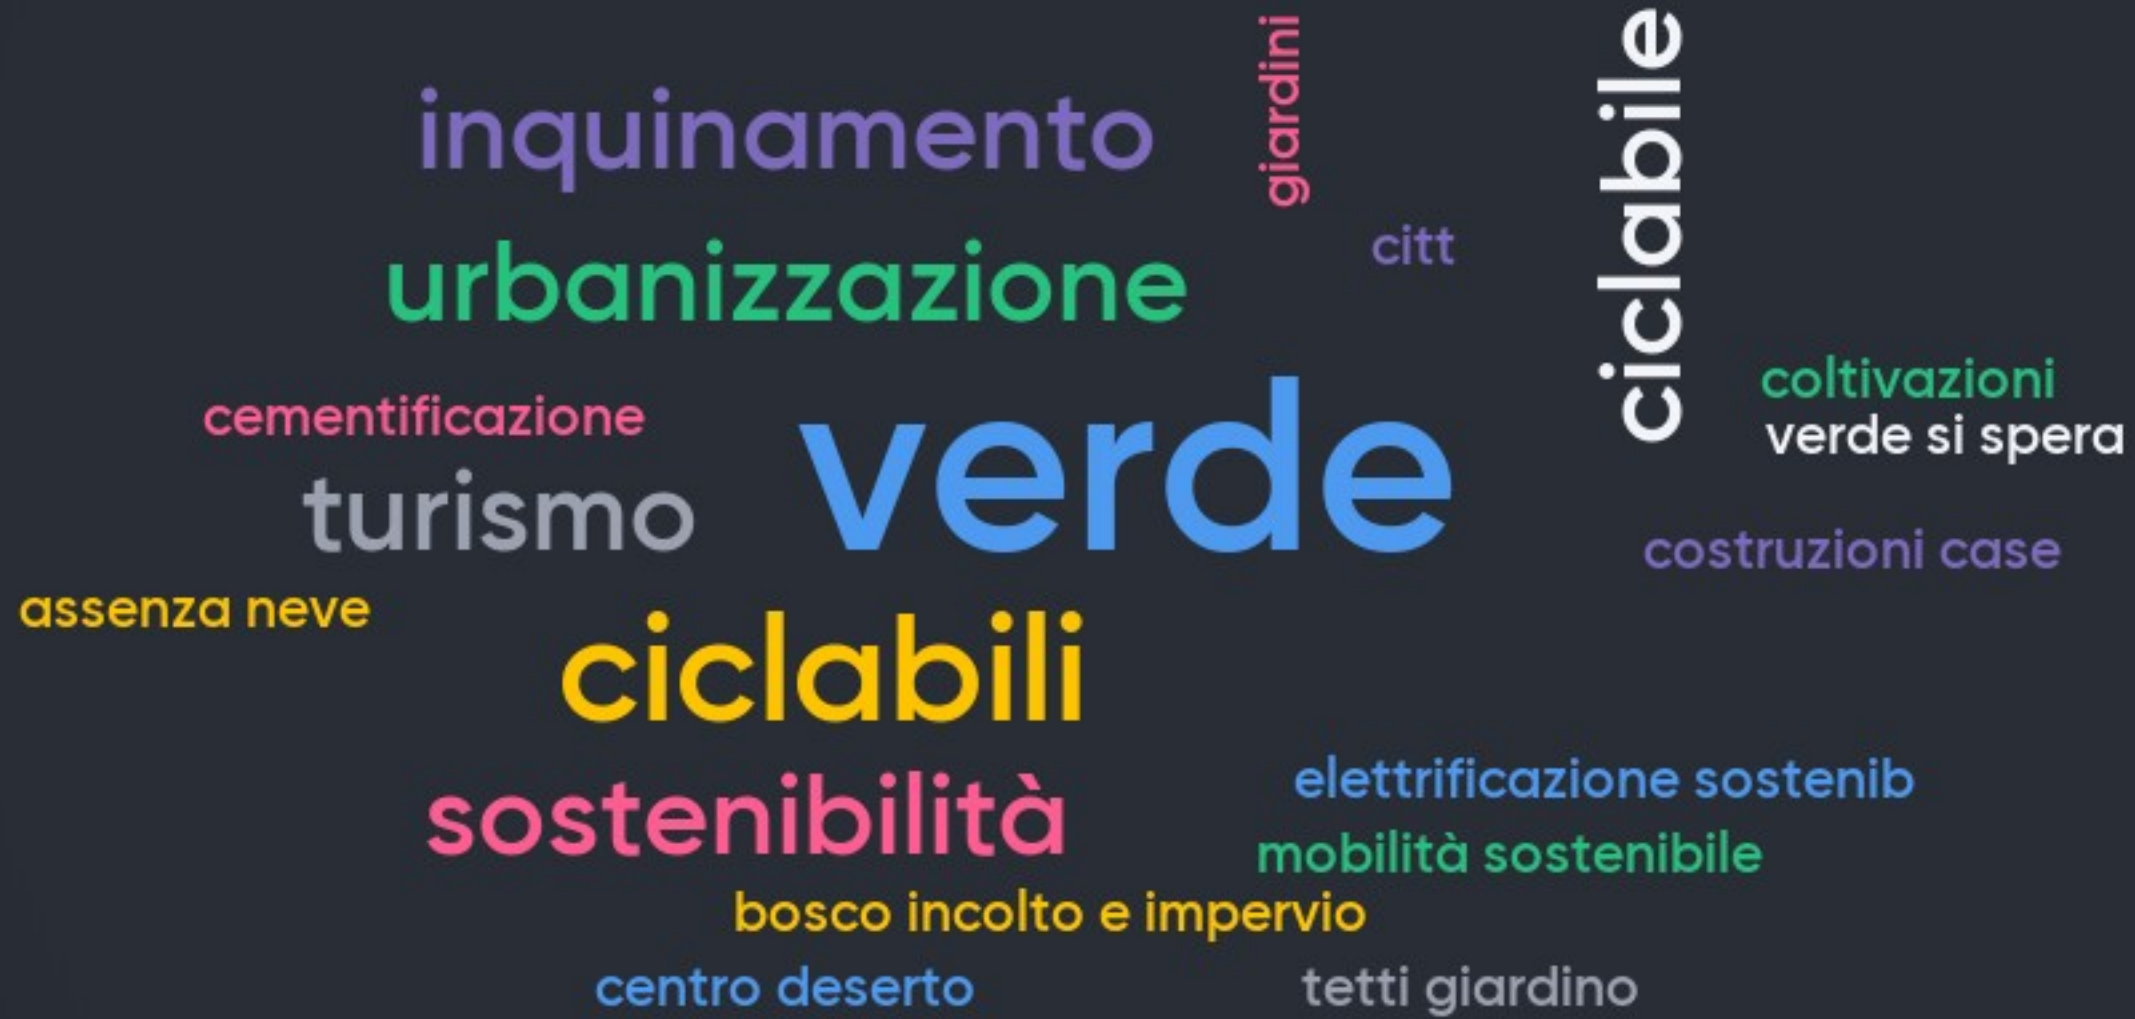 giardini
ciclabile
inquinamento
citt
urbanizzazione
coltivazioni
cementificazione
verde si spera
verde
turismo
costruzioni case
assenza neve
ciclabili
elettrificazione sostenib
sostenibilità
mobilità sostenibile
bosco incolto e impervio
centro deserto
tetti giardino